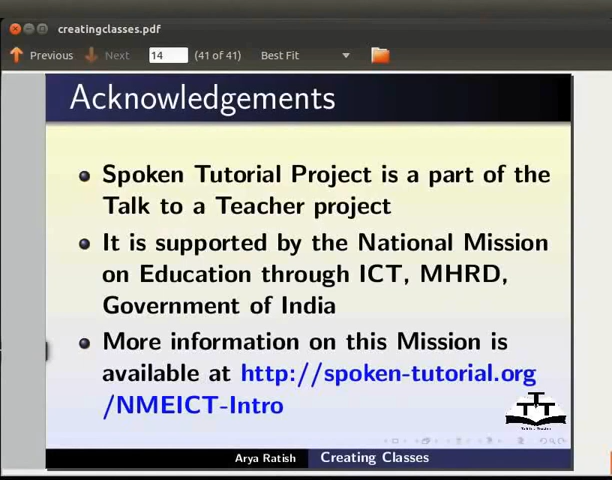 creatingclasses.pdf
Previous Next 14 (41 of 41) Best Fit
Acknowledgements
Spoken Tutorial Project is a part of the
Talk to a Teacher project
It is supported by the National Mission
on Education through ICT, MHRD,
Government of India
More information on this Mission is
available at http://spoken-tutorial.org
/NMEICT-Intro
Arya Ratish Creating Classes